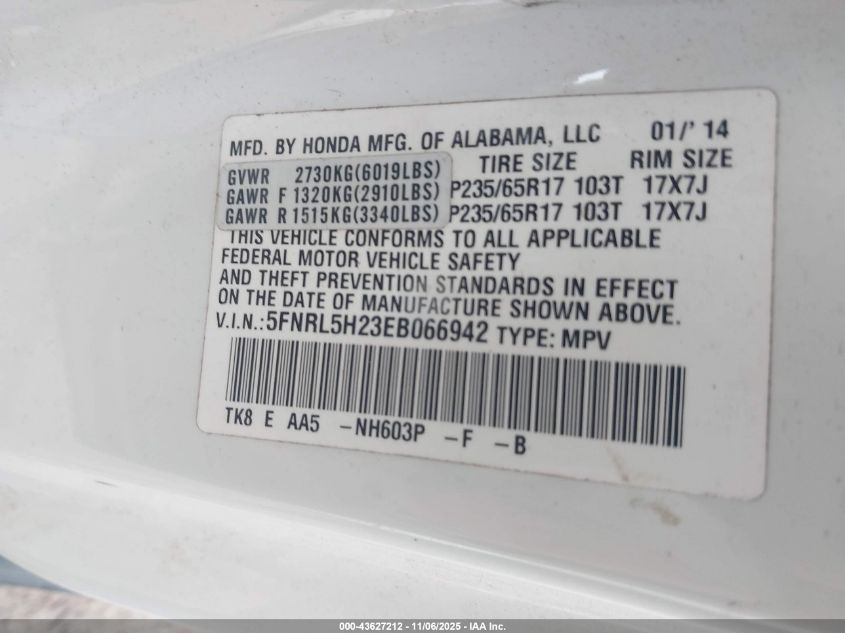 MFD. BY HONDA MFG. OF ALABAMA, LLC 01/' 14
GVWR 2730KG(6019LBS) TIRE SIZE RIM SIZE
GAWR F 1320KG(2910LBS) P235/65R17 103T 17X7J
GAWR R 1515KG(3340LBS) P235/65R17 103T 17X7J
THIS VEHICLE CONFORMS TO ALL APPLICABLE
FEDERAL MOTOR VEHICLE SAFETY
AND THEFT PREVENTION STANDARDS IN EFFECT
ON THE DATE OF MANUFACTURE SHOWN ABOVE.
V.I.N.: 5FNRL5H23EB066942 TYPE: MPV
TK8 E AA5 -NH603P -F -B
000-43627212 - 11/06/2025 - IAA Inc.